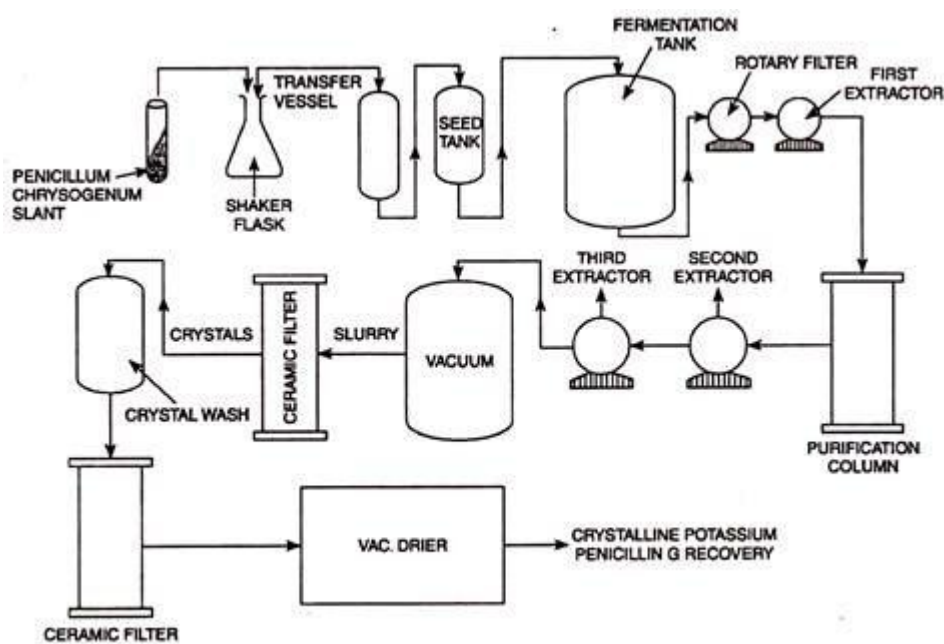 FERMENTATION
TANK
ROTARY FILTER
FIRST
EXTRACTOR
TRANSFER
VESSEL
SEED
TANK
PENICILLUM
CHRYSOGENUM
SLANT
SHAKER
FLASK
THIRD
EXTRACTOR
SECOND
EXTRACTOR
CRYSTALS
CERAMIC FILTER
SLURRY
VACUUM
CRYSTAL WASH
PURIFICATION
COLUMN
VAC. DRIER
CRYSTALLINE POTASSIUM
PENICILLIN G RECOVERY
CERAMIC FILTER